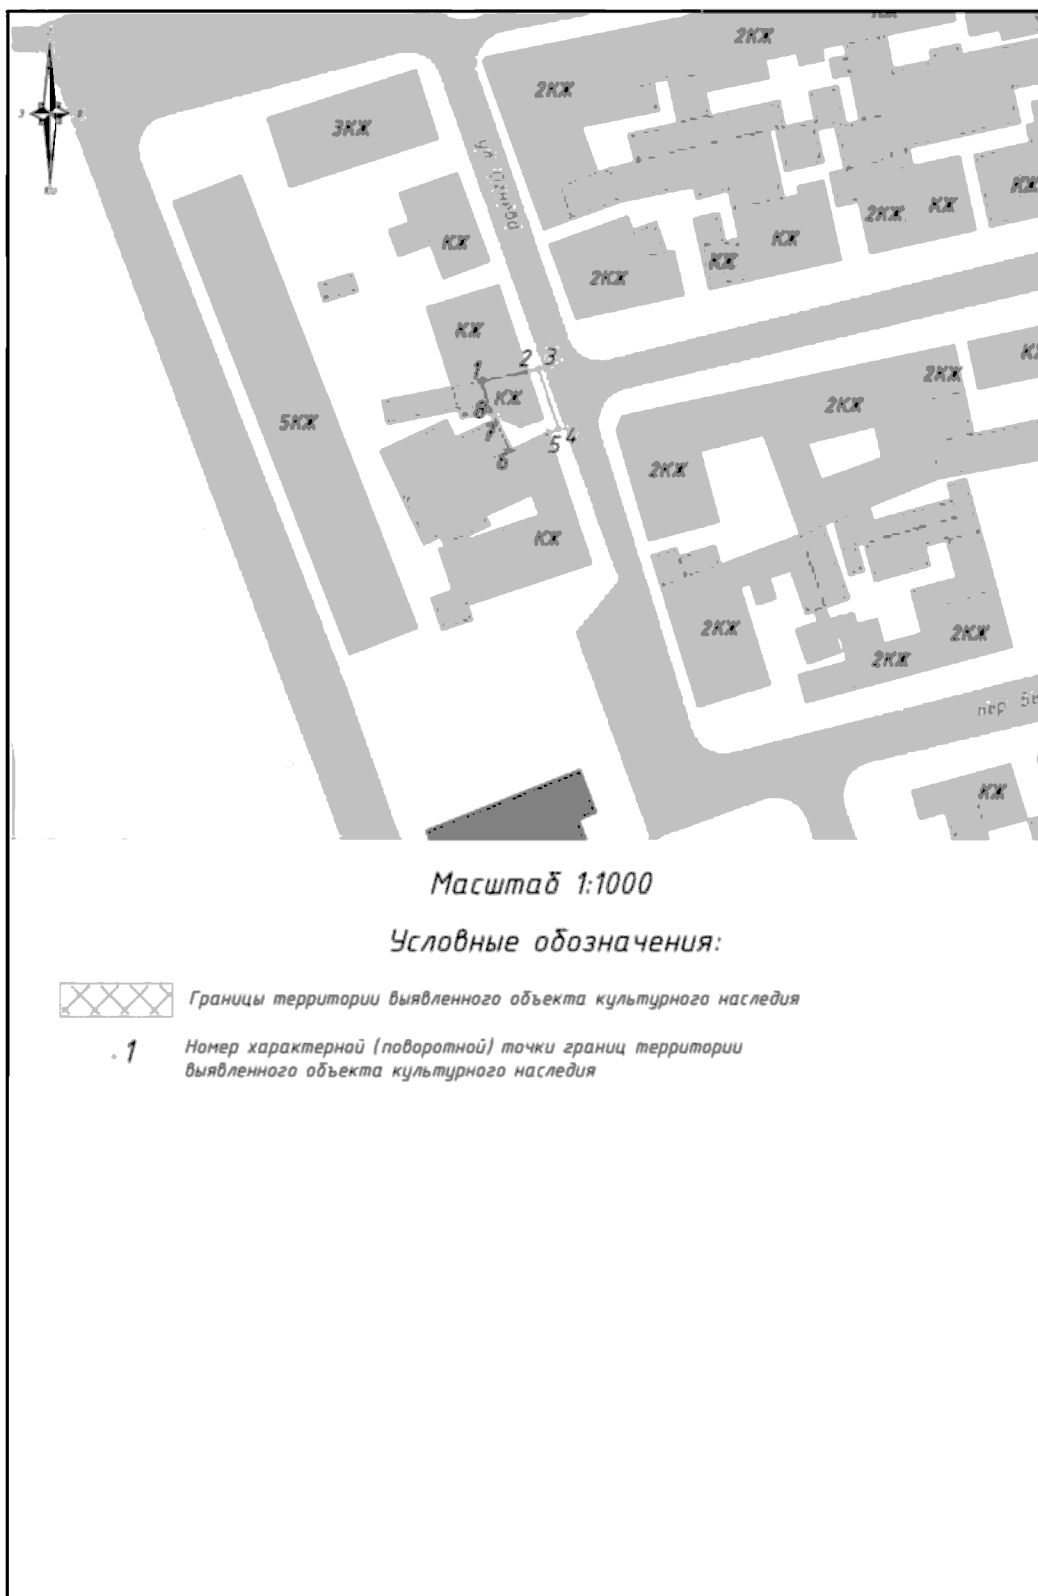 2КЖ
2КЖ
3КЖ
КЖ
2КЖ
КЖ
КЖ
КЖ
2КЖ
КЖ
КЖ
ул.
КЖ
1
2
3
КЖ
8
7
5
4
6
5КЖ
2КЖ
2КЖ
2КЖ
КЖ
2КЖ
2КЖ
2КЖ
пер
КЖ
Масштаб 1:1000
Условные обозначения:
Границы территории выявленного объекта культурного наследия
1 Номер характерной (поворотной) точки границ территории
выявленного объекта культурного наследия